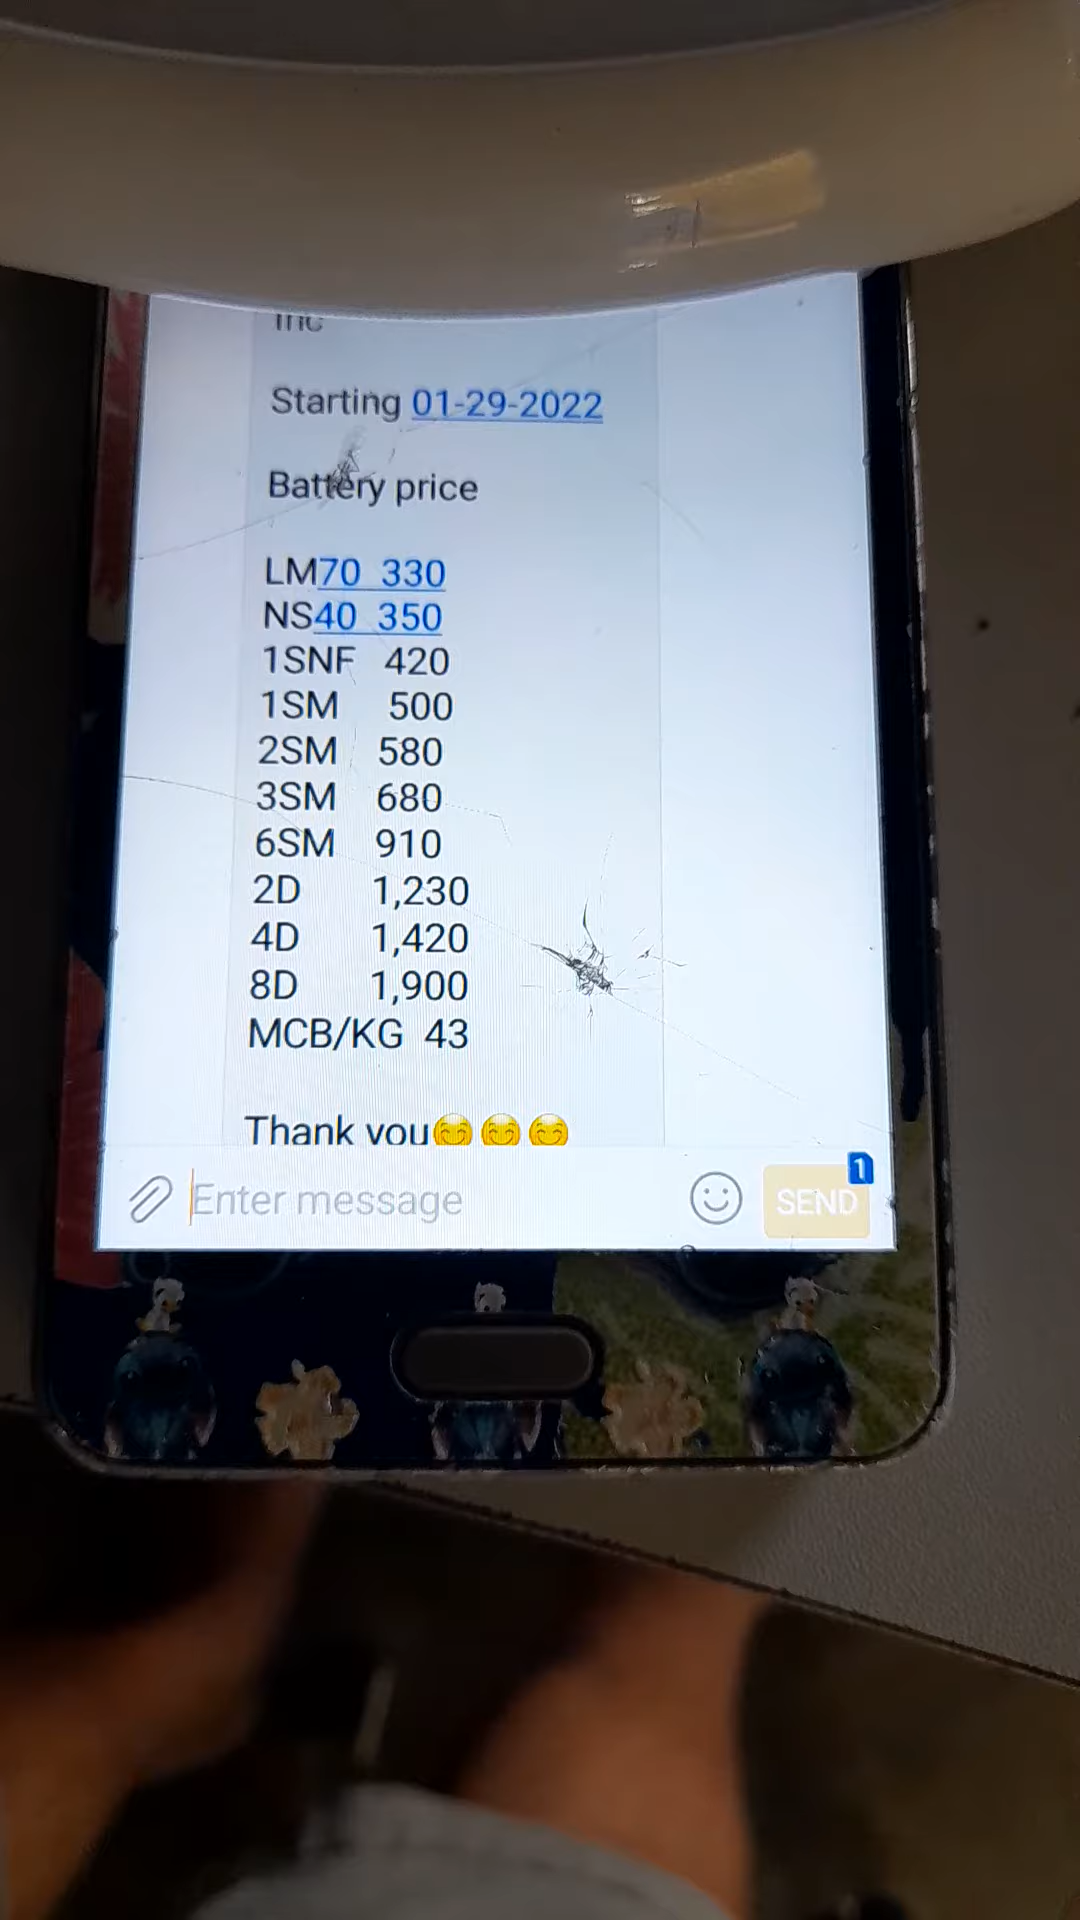 Inc
Starting 01-29-2022
Battery price
LM70 330
NS40 350
1SNF 420
1SM 500
2SM 580
3SM 680
6SM 910
2D 1,230
4D 1,420
8D 1,900
MCB/KG 43
Thank you😊😊😊
Enter message
SEND
1